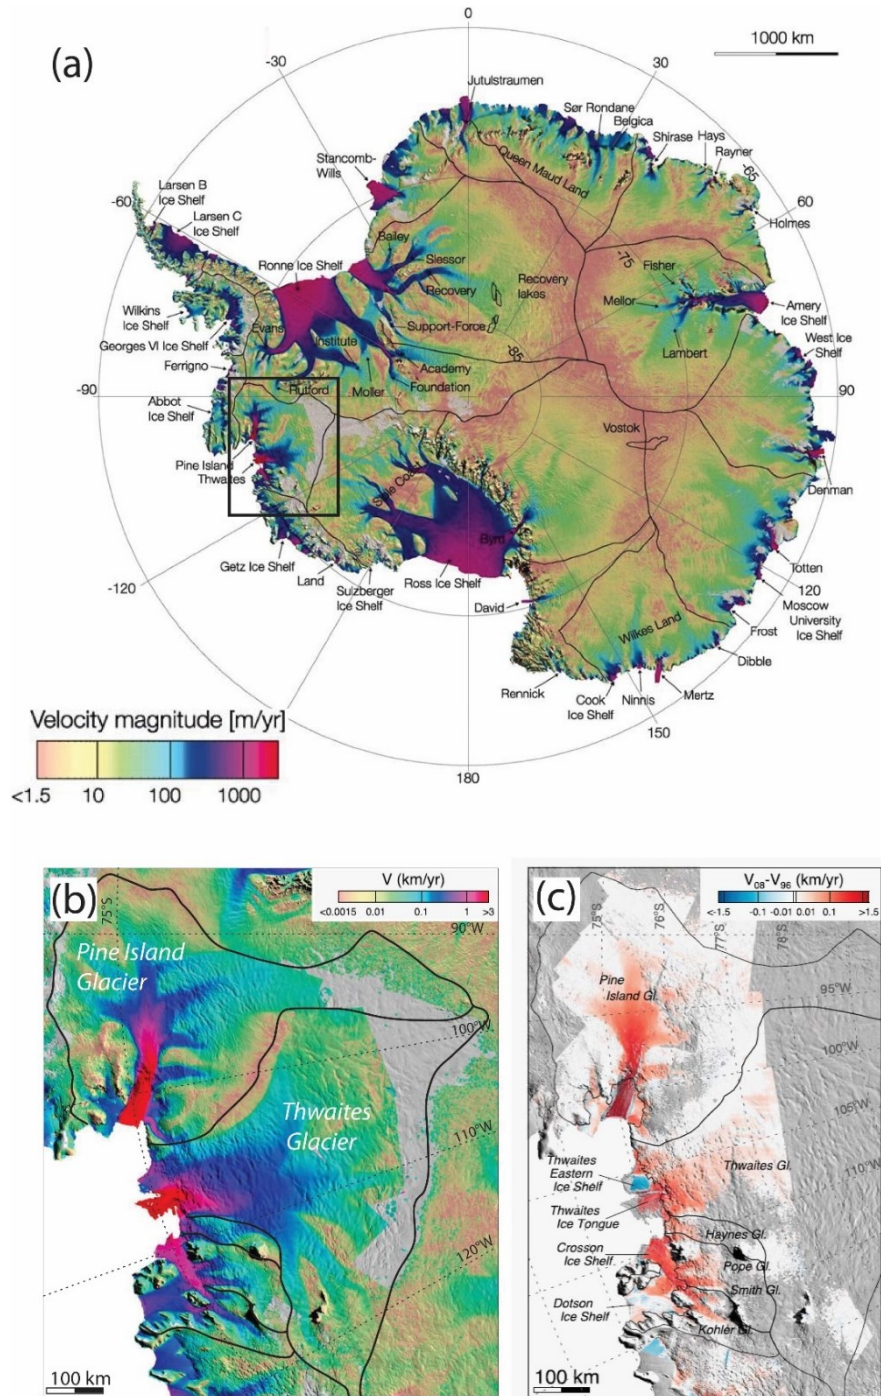 (a)
0
1000 km
30
-30
Jutulstraumen
Sør Rondane
Belgica
Hays
Shirase
Rayner
-65
Stancomb-
Wills
Queen Maud Land
60
Larsen B
Ice Shelf
-60
Larsen C
Ice Shelf
Holmes
Bailey
-75
Slessor
Ronne Ice Shelf
Fisher
Recovery
Recovery
lakes
Mellor
Amery
Ice Shelf
Wilkins
Ice Shelf
Evans
Support-Force
Georges VI Ice Shelf
Institute
Lambert
West Ice
Shelf
-85
Academy
Ferrigno
Moller
Foundation
Rutford
-90
90
Abbot
Ice Shelf
Vostok
Pine Island
Thwaites
Siple Coast
Denman
Byrd
Getz Ice Shelf
Land
Ross Ice Shelf
Totten
Sulzberger
Ice Shelf
-120
120
David
Moscow
University
Ice Shelf
Wilkes Land
Frost
Dibble
Rennick
Cook
Ice Shelf
Ninnis
Mertz
150
180
Velocity magnitude [m/yr]
<1.5 10 100 1000
(b)
V (km/yr)
<0.0015 0.01 0.1 1 >3
75°S
90°W
Pine Island
Glacier
100°W
Thwaites
Glacier
110°W
120°W
100 km
(c)
V08-V96 (km/yr)
<-1.5 -0.1 -0.01 0.01 0.1 >1.5
75°S
76°S
77°S
78°S
95°W
Pine
Island Gl.
100°W
105°W
110°W
Thwaites
Eastern
Ice Shelf
Thwaites Gl.
Thwaites
Ice Tongue
Haynes Gl.
Crosson
Ice Shelf
Pope Gl.
Smith Gl.
Dotson
Ice Shelf
Kohler Gl.
100 km